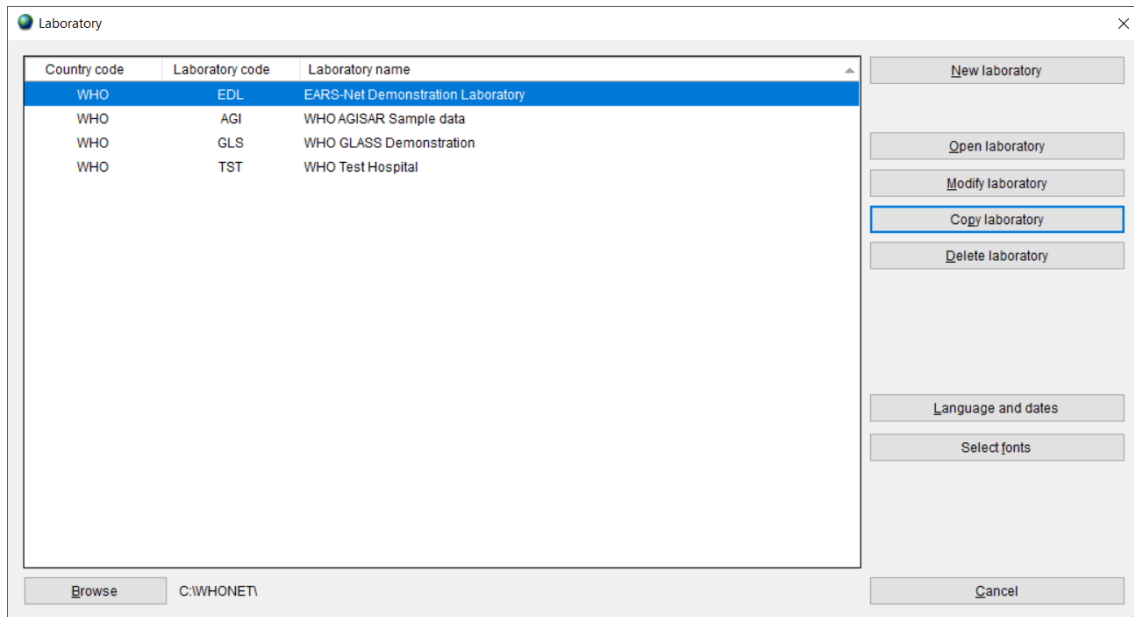 Laboratory
Country code Laboratory code Laboratory name
WHO EDL EARS-Net Demonstration Laboratory
WHO AGI WHO AGISAR Sample data
WHO GLS WHO GLASS Demonstration
WHO TST WHO Test Hospital
New laboratory
Open laboratory
Modify laboratory
Copy laboratory
Delete laboratory
Language and dates
Select fonts
Browse C:\WHONET\
Cancel